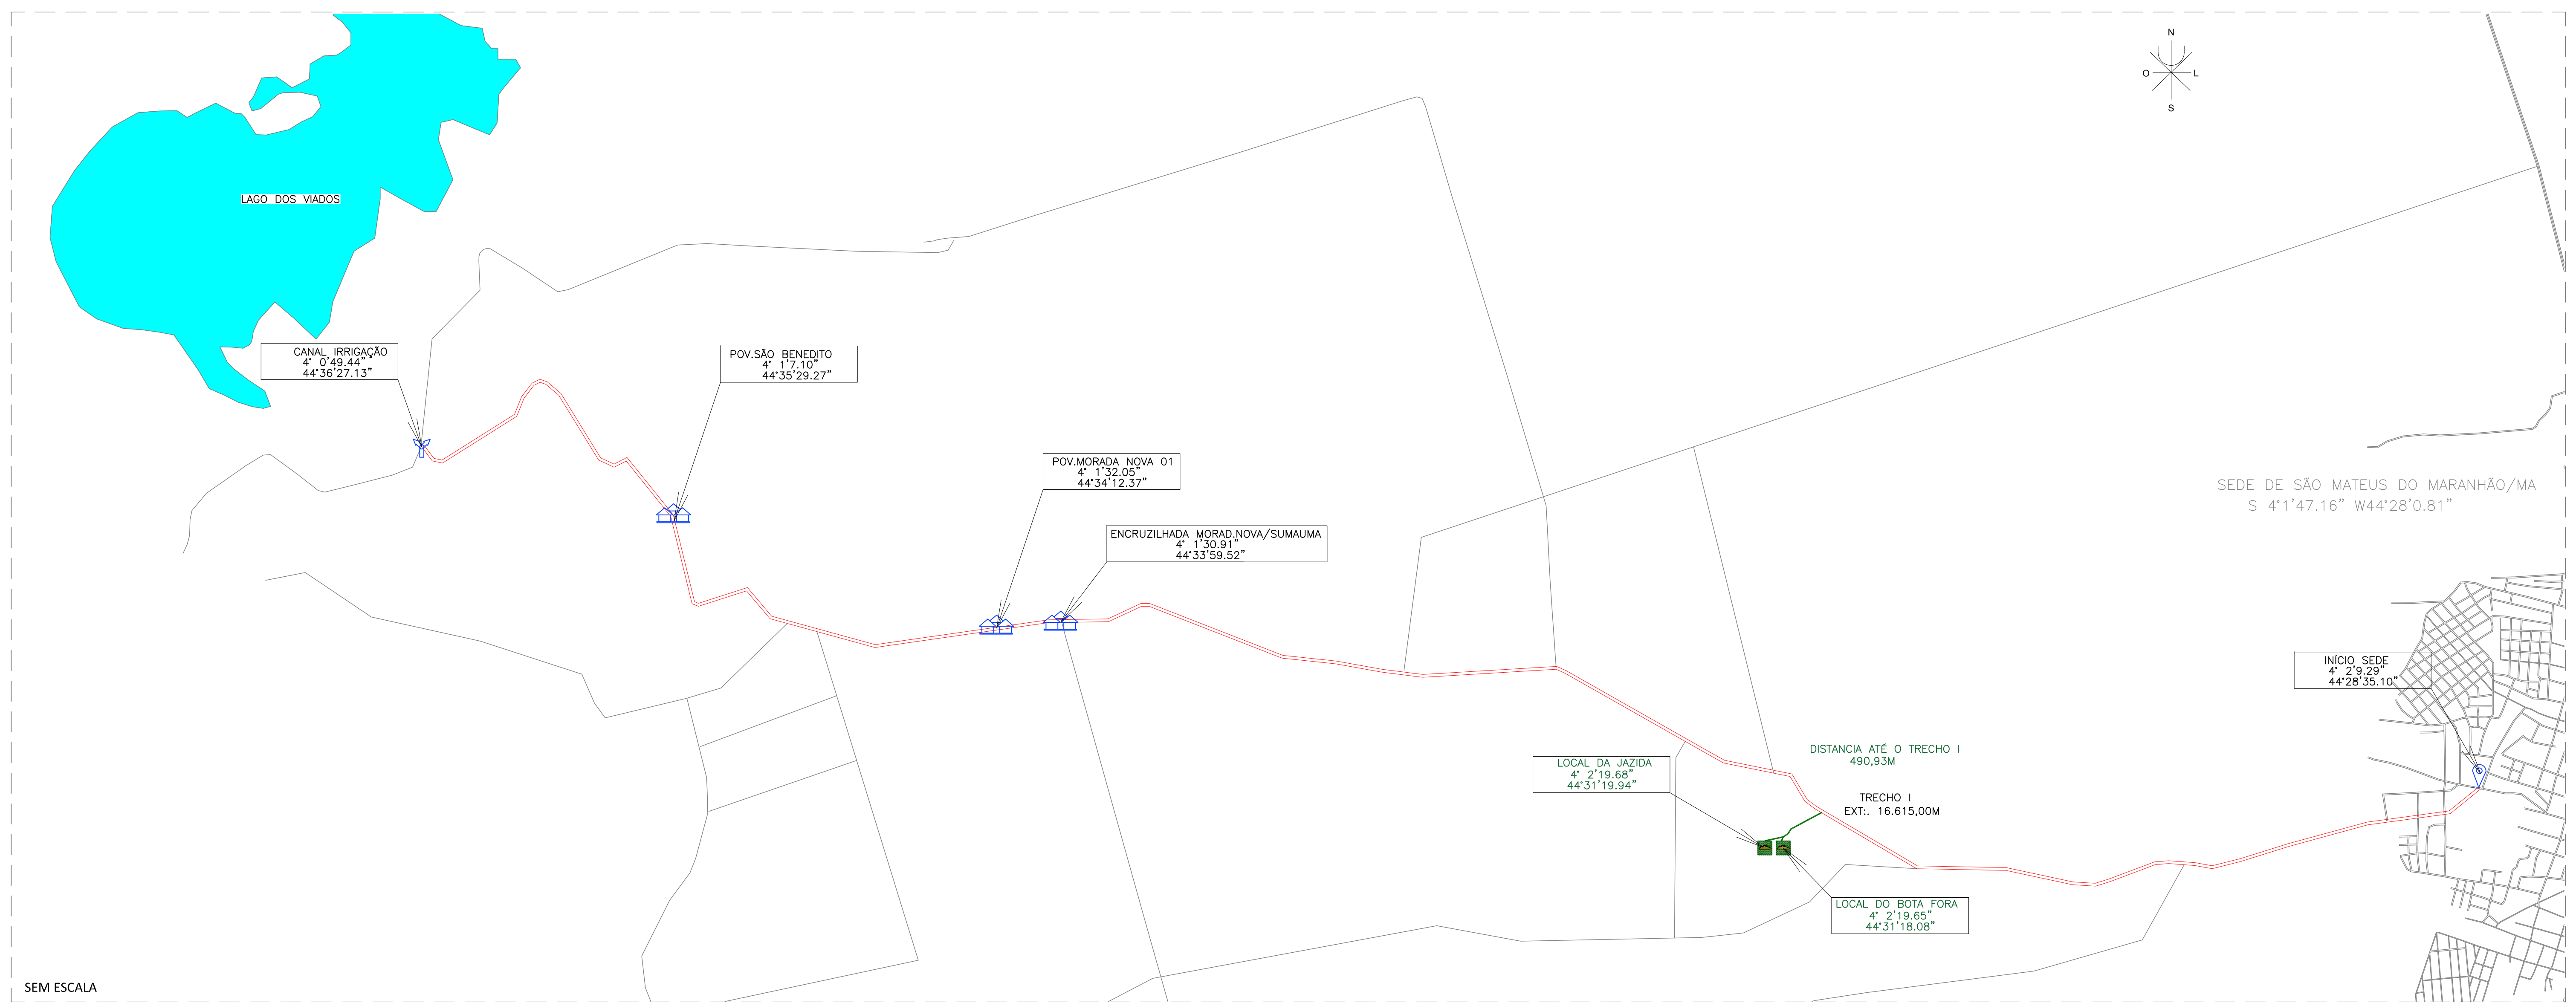 N
O
L
S
LAGO DOS VIADOS
CANAL IRRIGAÇÃO
4° 0'49.44"
44°36'27.13"
POV.SÃO BENEDITO
4° 1'7.10"
44°35'29.27"
POV.MORADA NOVA 01
4° 1'32.05"
44°34'12.37"
ENCRUZILHADA MORAD.NOVA/SUMAUMA
4° 1'30.91"
44°33'59.52"
SEDE DE SÃO MATEUS DO MARANHÃO/MA
S 4°1'47.16" W44°28'0.81"
INÍCIO SEDE
4° 2'9.29"
44°28'35.10"
DISTANCIA ATÉ O TRECHO I
490,93M
LOCAL DA JAZIDA
4° 2'19.68"
44°31'19.94"
TRECHO I
EXT:. 16.615,00M
LOCAL DO BOTA FORA
4° 2'19.65"
44°31'18.08"
SEM ESCALA